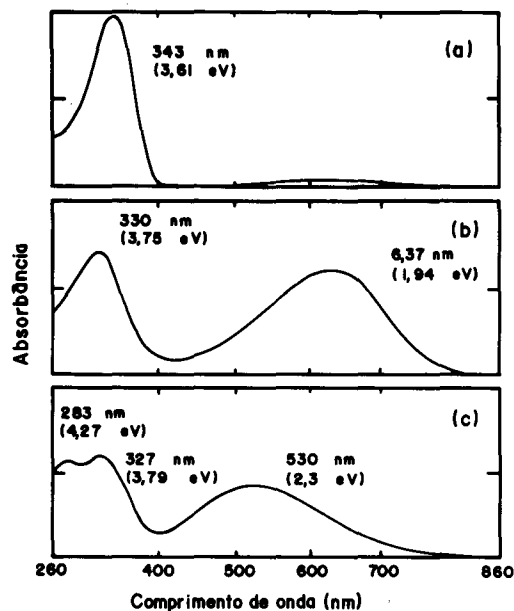 (a)
343 nm
(3,61 eV)
330 nm
(3,75 eV)
(b)
6,37 nm
(1,94 eV)
Absorbância
(c)
283 nm
(4,27 eV)
327 nm
(3,79 eV)
530 nm
(2,3 eV)
260 400 500 600 700 860
Comprimento de onda (nm)